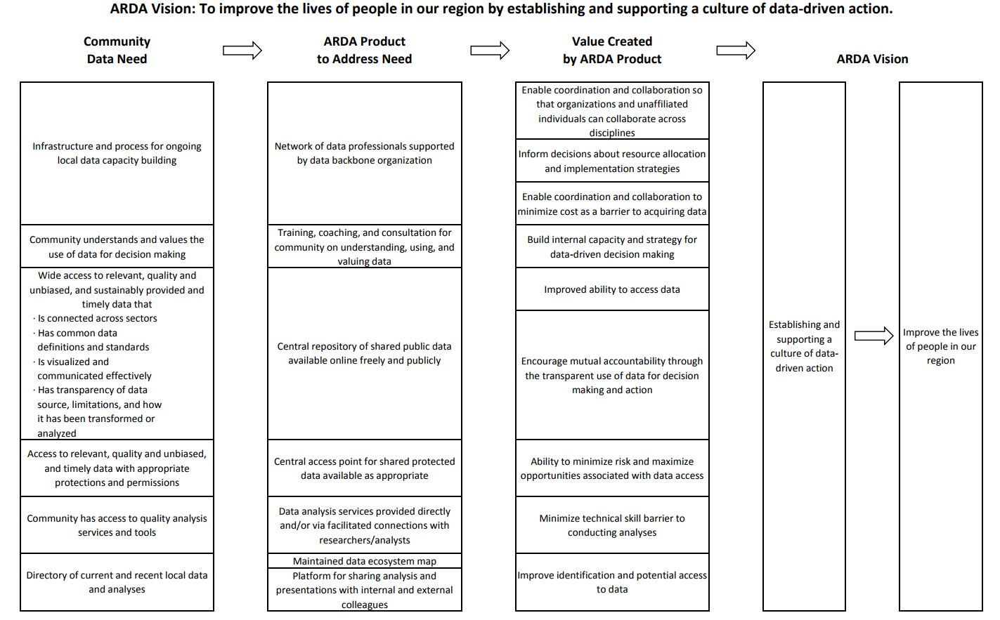 ARDA Vision: To improve the lives of people in our region by establishing and supporting a culture of data-driven action.
Community
Data Need
ARDA Product
to Address Need
Value Created
by ARDA Product
ARDA Vision
Infrastructure and process for ongoing
local data capacity building
Network of data professionals supported
by data backbone organization
Enable coordination and collaboration so
that organizations and unaffiliated
individuals can collaborate across
disciplines
Inform decisions about resource allocation
and implementation strategies
Enable coordination and collaboration to
minimize cost as a barrier to acquiring data
Community understands and values the
use of data for decision making
Training, coaching, and consultation for
community on understanding, using, and
valuing data
Build internal capacity and strategy for
data-driven decision making
Wide access to relevant, quality and
unbiased, and sustainably provided and
timely data that
· Is connected across sectors
· Has common data
definitions and standards
· Is visualized and
communicated effectively
· Has transparency of data
source, limitations, and how
it has been transformed or
analyzed
Central repository of shared public data
available online freely and publicly
Improved ability to access data
Encourage mutual accountability through
the transparent use of data for decision
making and action
Access to relevant, quality and unbiased,
and timely data with appropriate
protections and permissions
Central access point for shared protected
data available as appropriate
Ability to minimize risk and maximize
opportunities associated with data access
Community has access to quality analysis
services and tools
Data analysis services provided directly
and/or via facilitated connections with
researchers/analysts
Minimize technical skill barrier to
conducting analyses
Directory of current and recent local data
and analyses
Maintained data ecosystem map
Platform for sharing analysis and
presentations with internal and external
colleagues
Improve identification and potential access
to data
Establishing and
supporting a
culture of data-
driven action
Improve the lives
of people in our
region